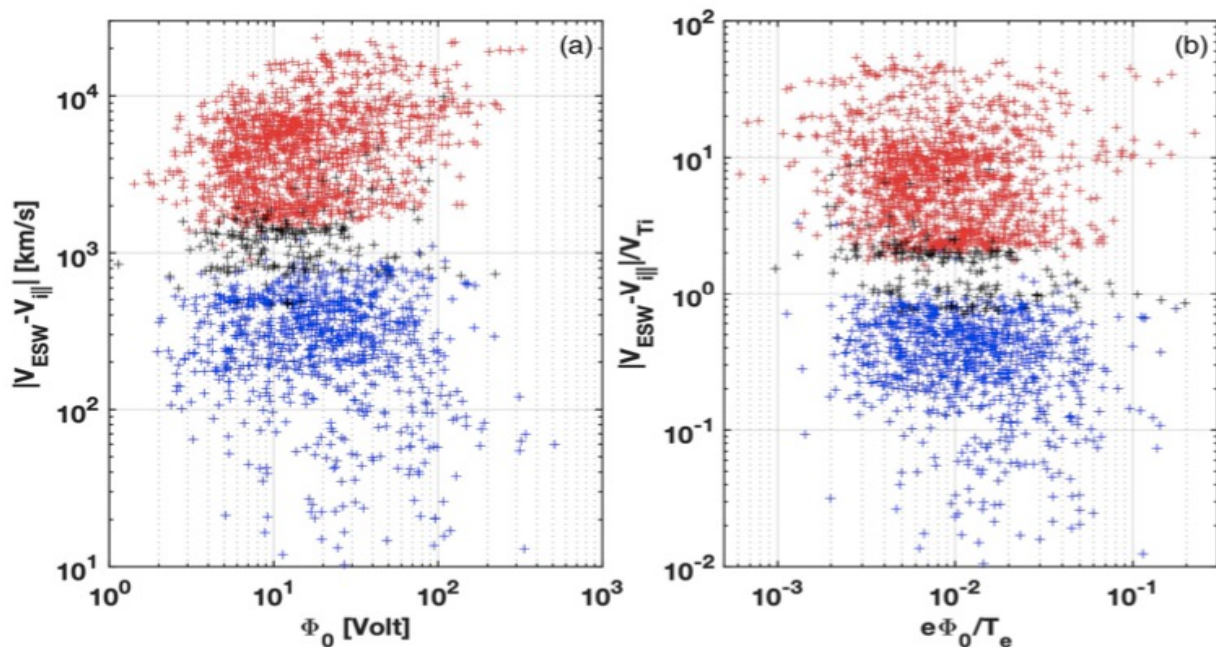 (a)
|V_ESW-V_i|||  [km/s]
10^4
10^3
10^2
10^1
10^0 10^1 10^2 10^3
Φ_0 [Volt]
(b)
|V_ESW-V_i|||/V_Ti
10^2
10^1
10^0
10^-1
10^-2
10^-3 10^-2 10^-1
eΦ_0/T_e